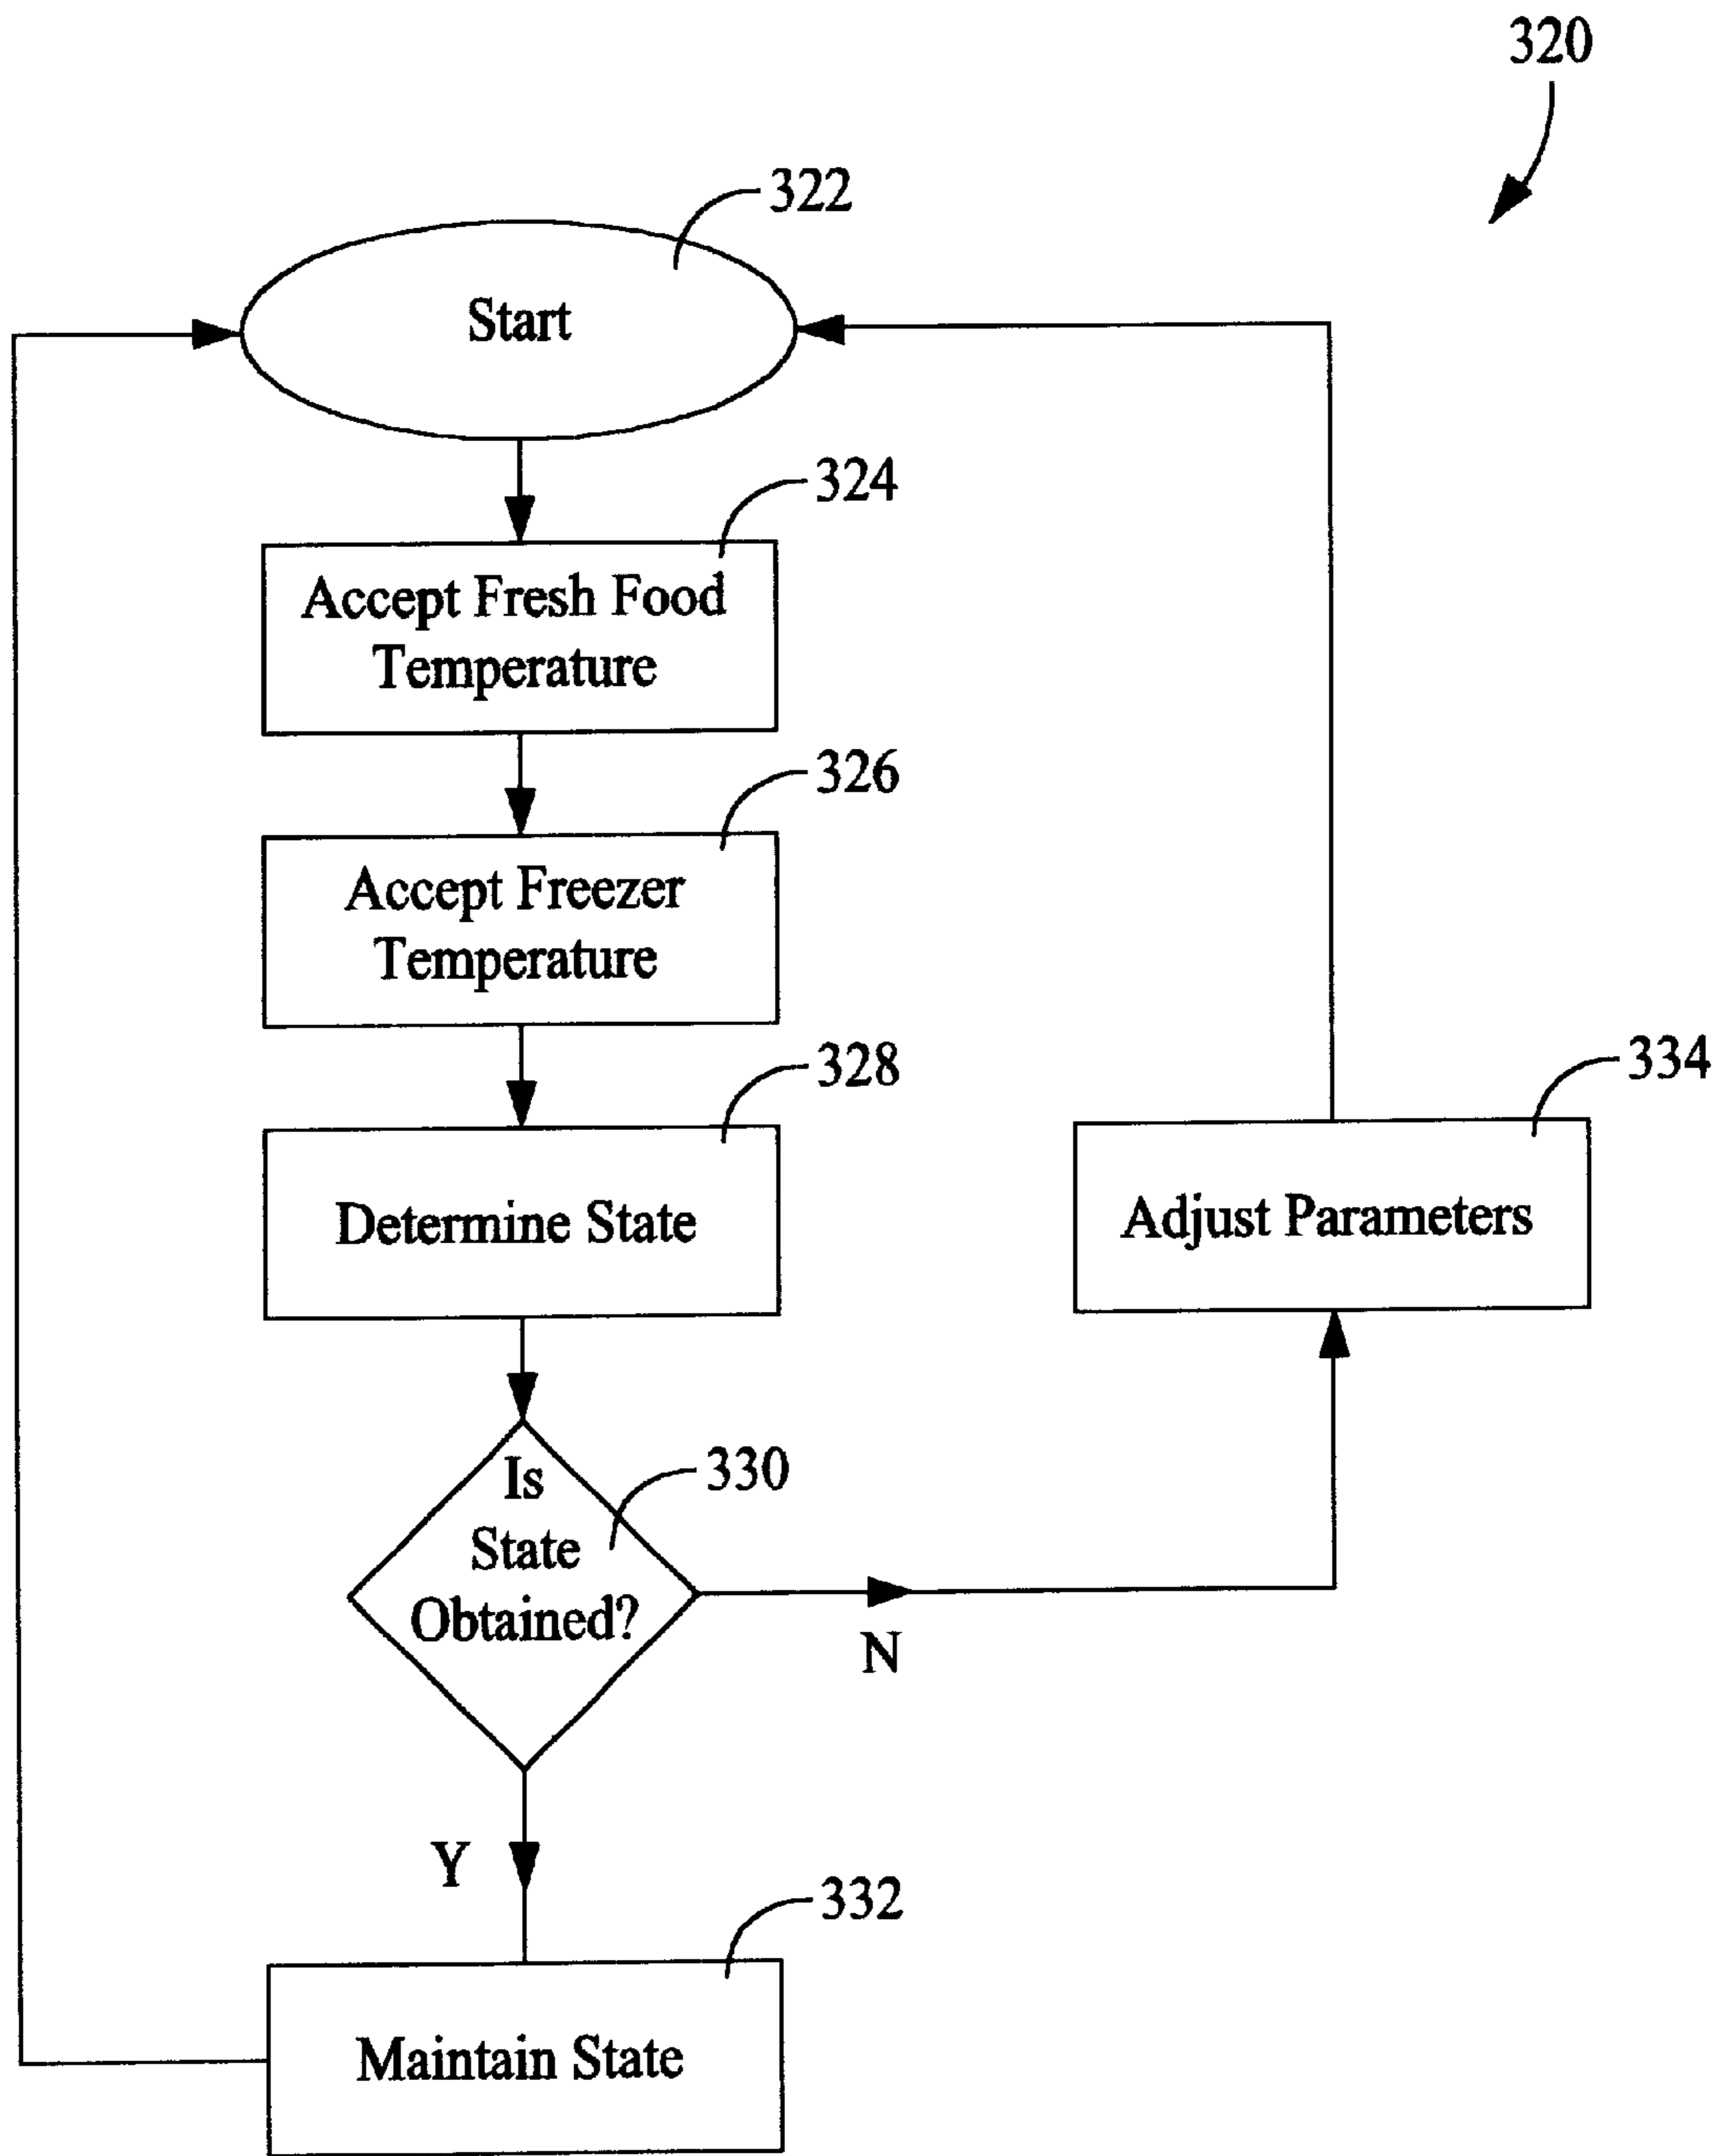 320
322
Start
324
Accept Fresh Food
Temperature
326
Accept Freezer
Temperature
328
Determine State
334
Adjust Parameters
330
Is
State
Obtained?
N
Y
332
Maintain State